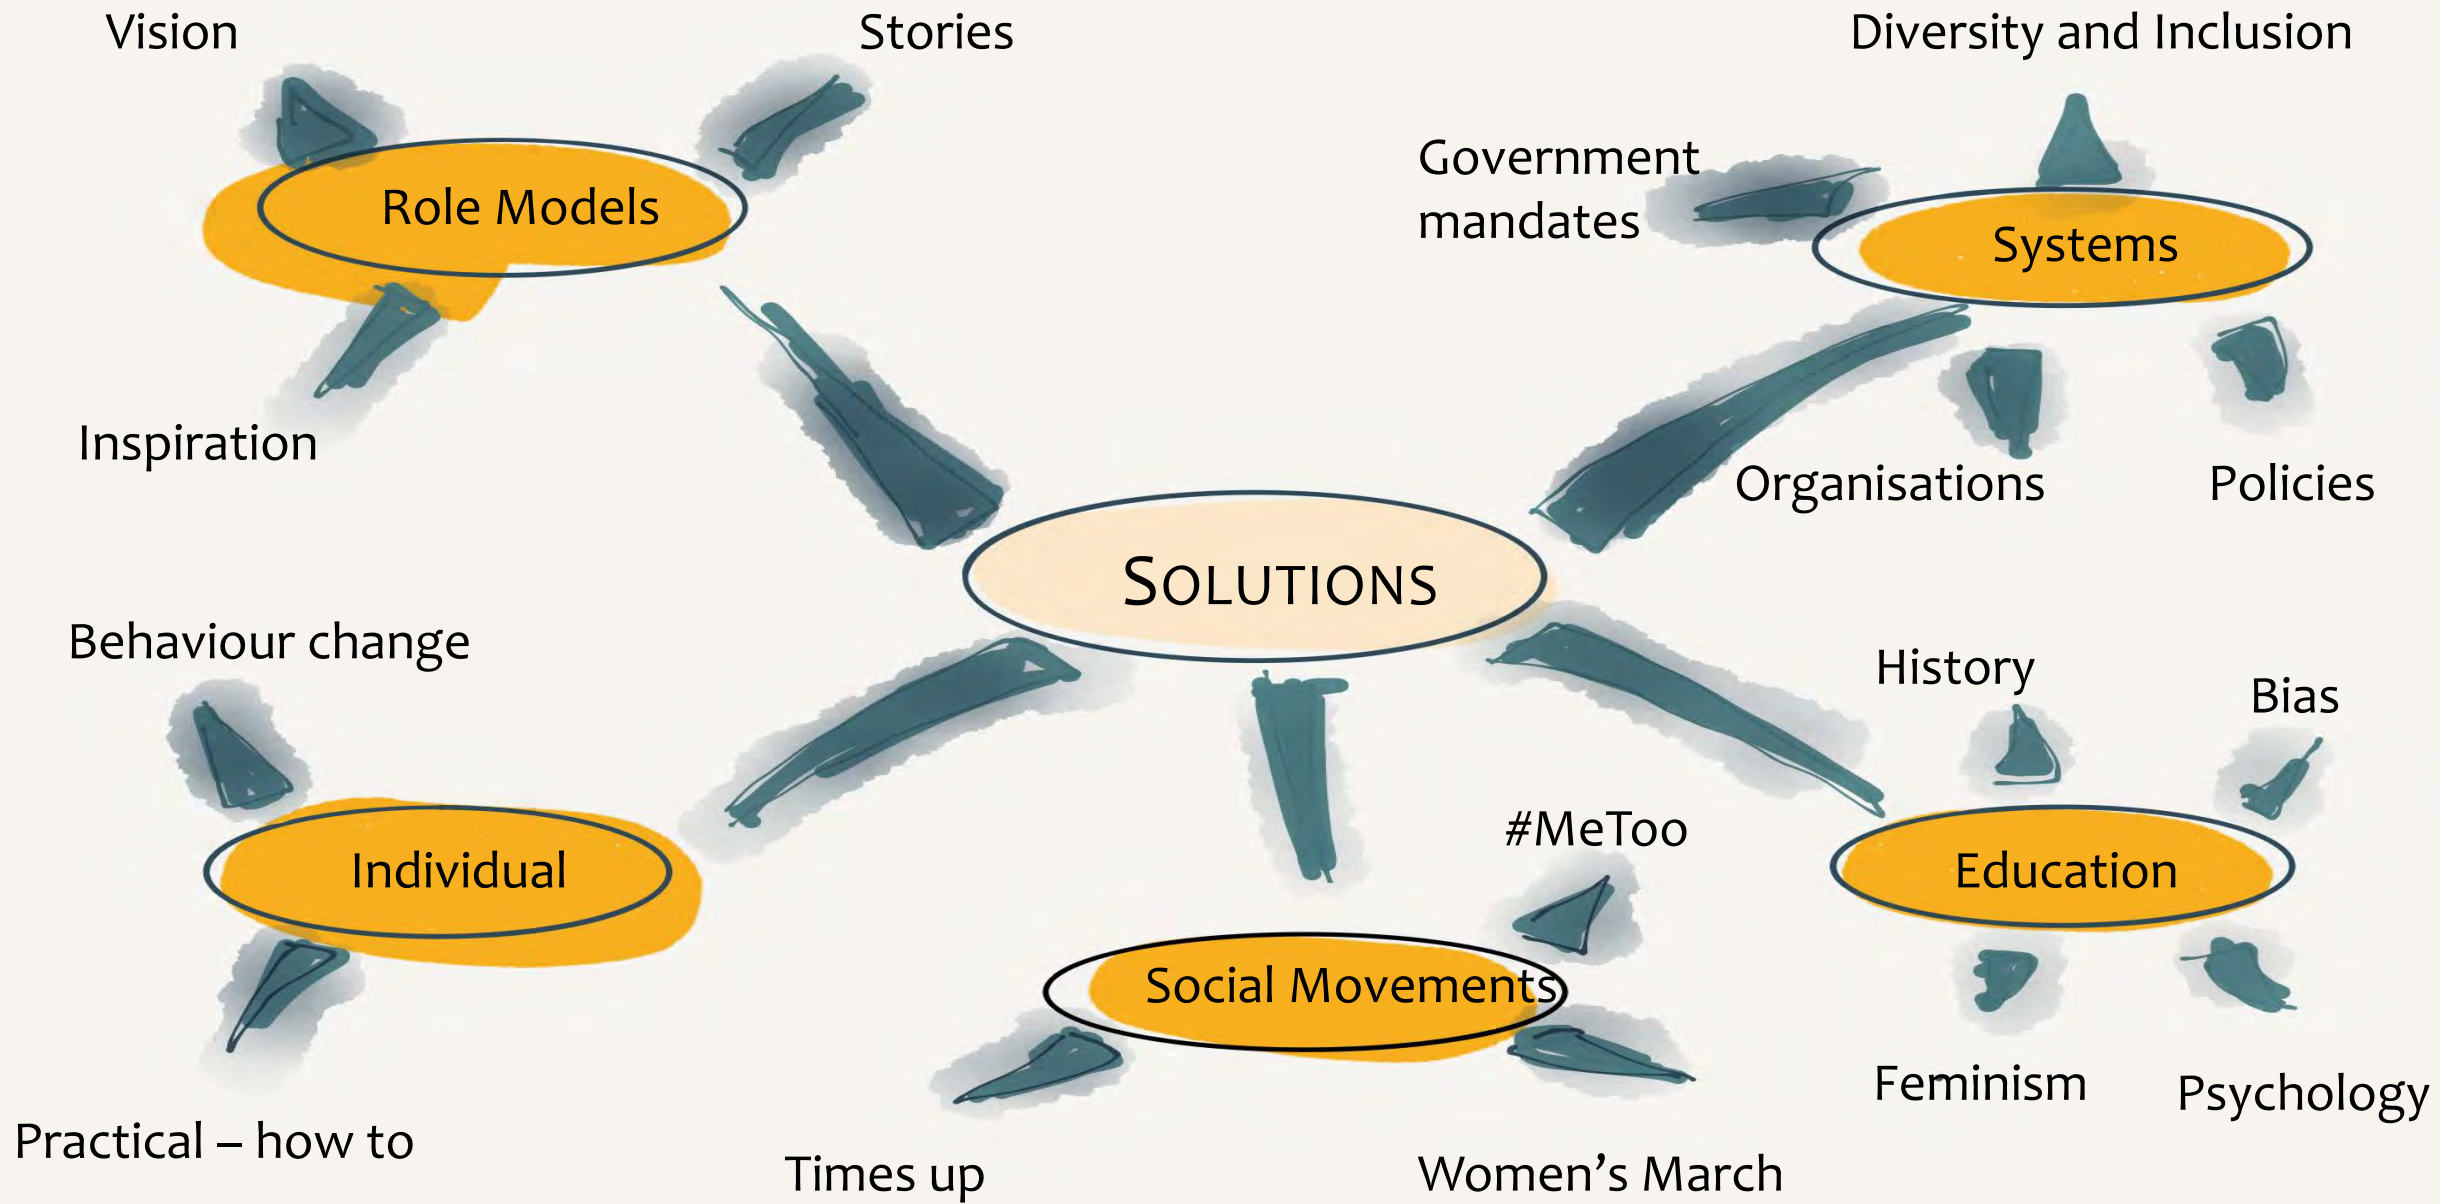 Vision
Stories
Diversity and Inclusion
Government
mandates
Role Models
Systems
Inspiration
Organisations
Policies
SOLUTIONS
Behaviour change
History
Bias
#MeToo
Individual
Education
Social Movements
Feminism
Psychology
Practical – how to
Times up
Women’s March